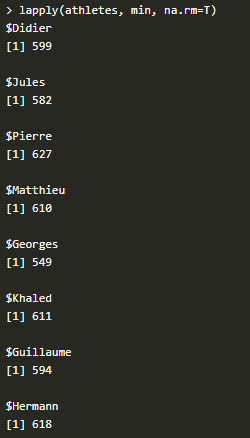 > lapply(athletes, min, na.rm=T)
$Didier
[1] 599
$Jules
[1] 582
$Pierre
[1] 627
$Matthieu
[1] 610
$Georges
[1] 549
$Khaled
[1] 611
$Guillaume
[1] 594
$Hermann
[1] 618